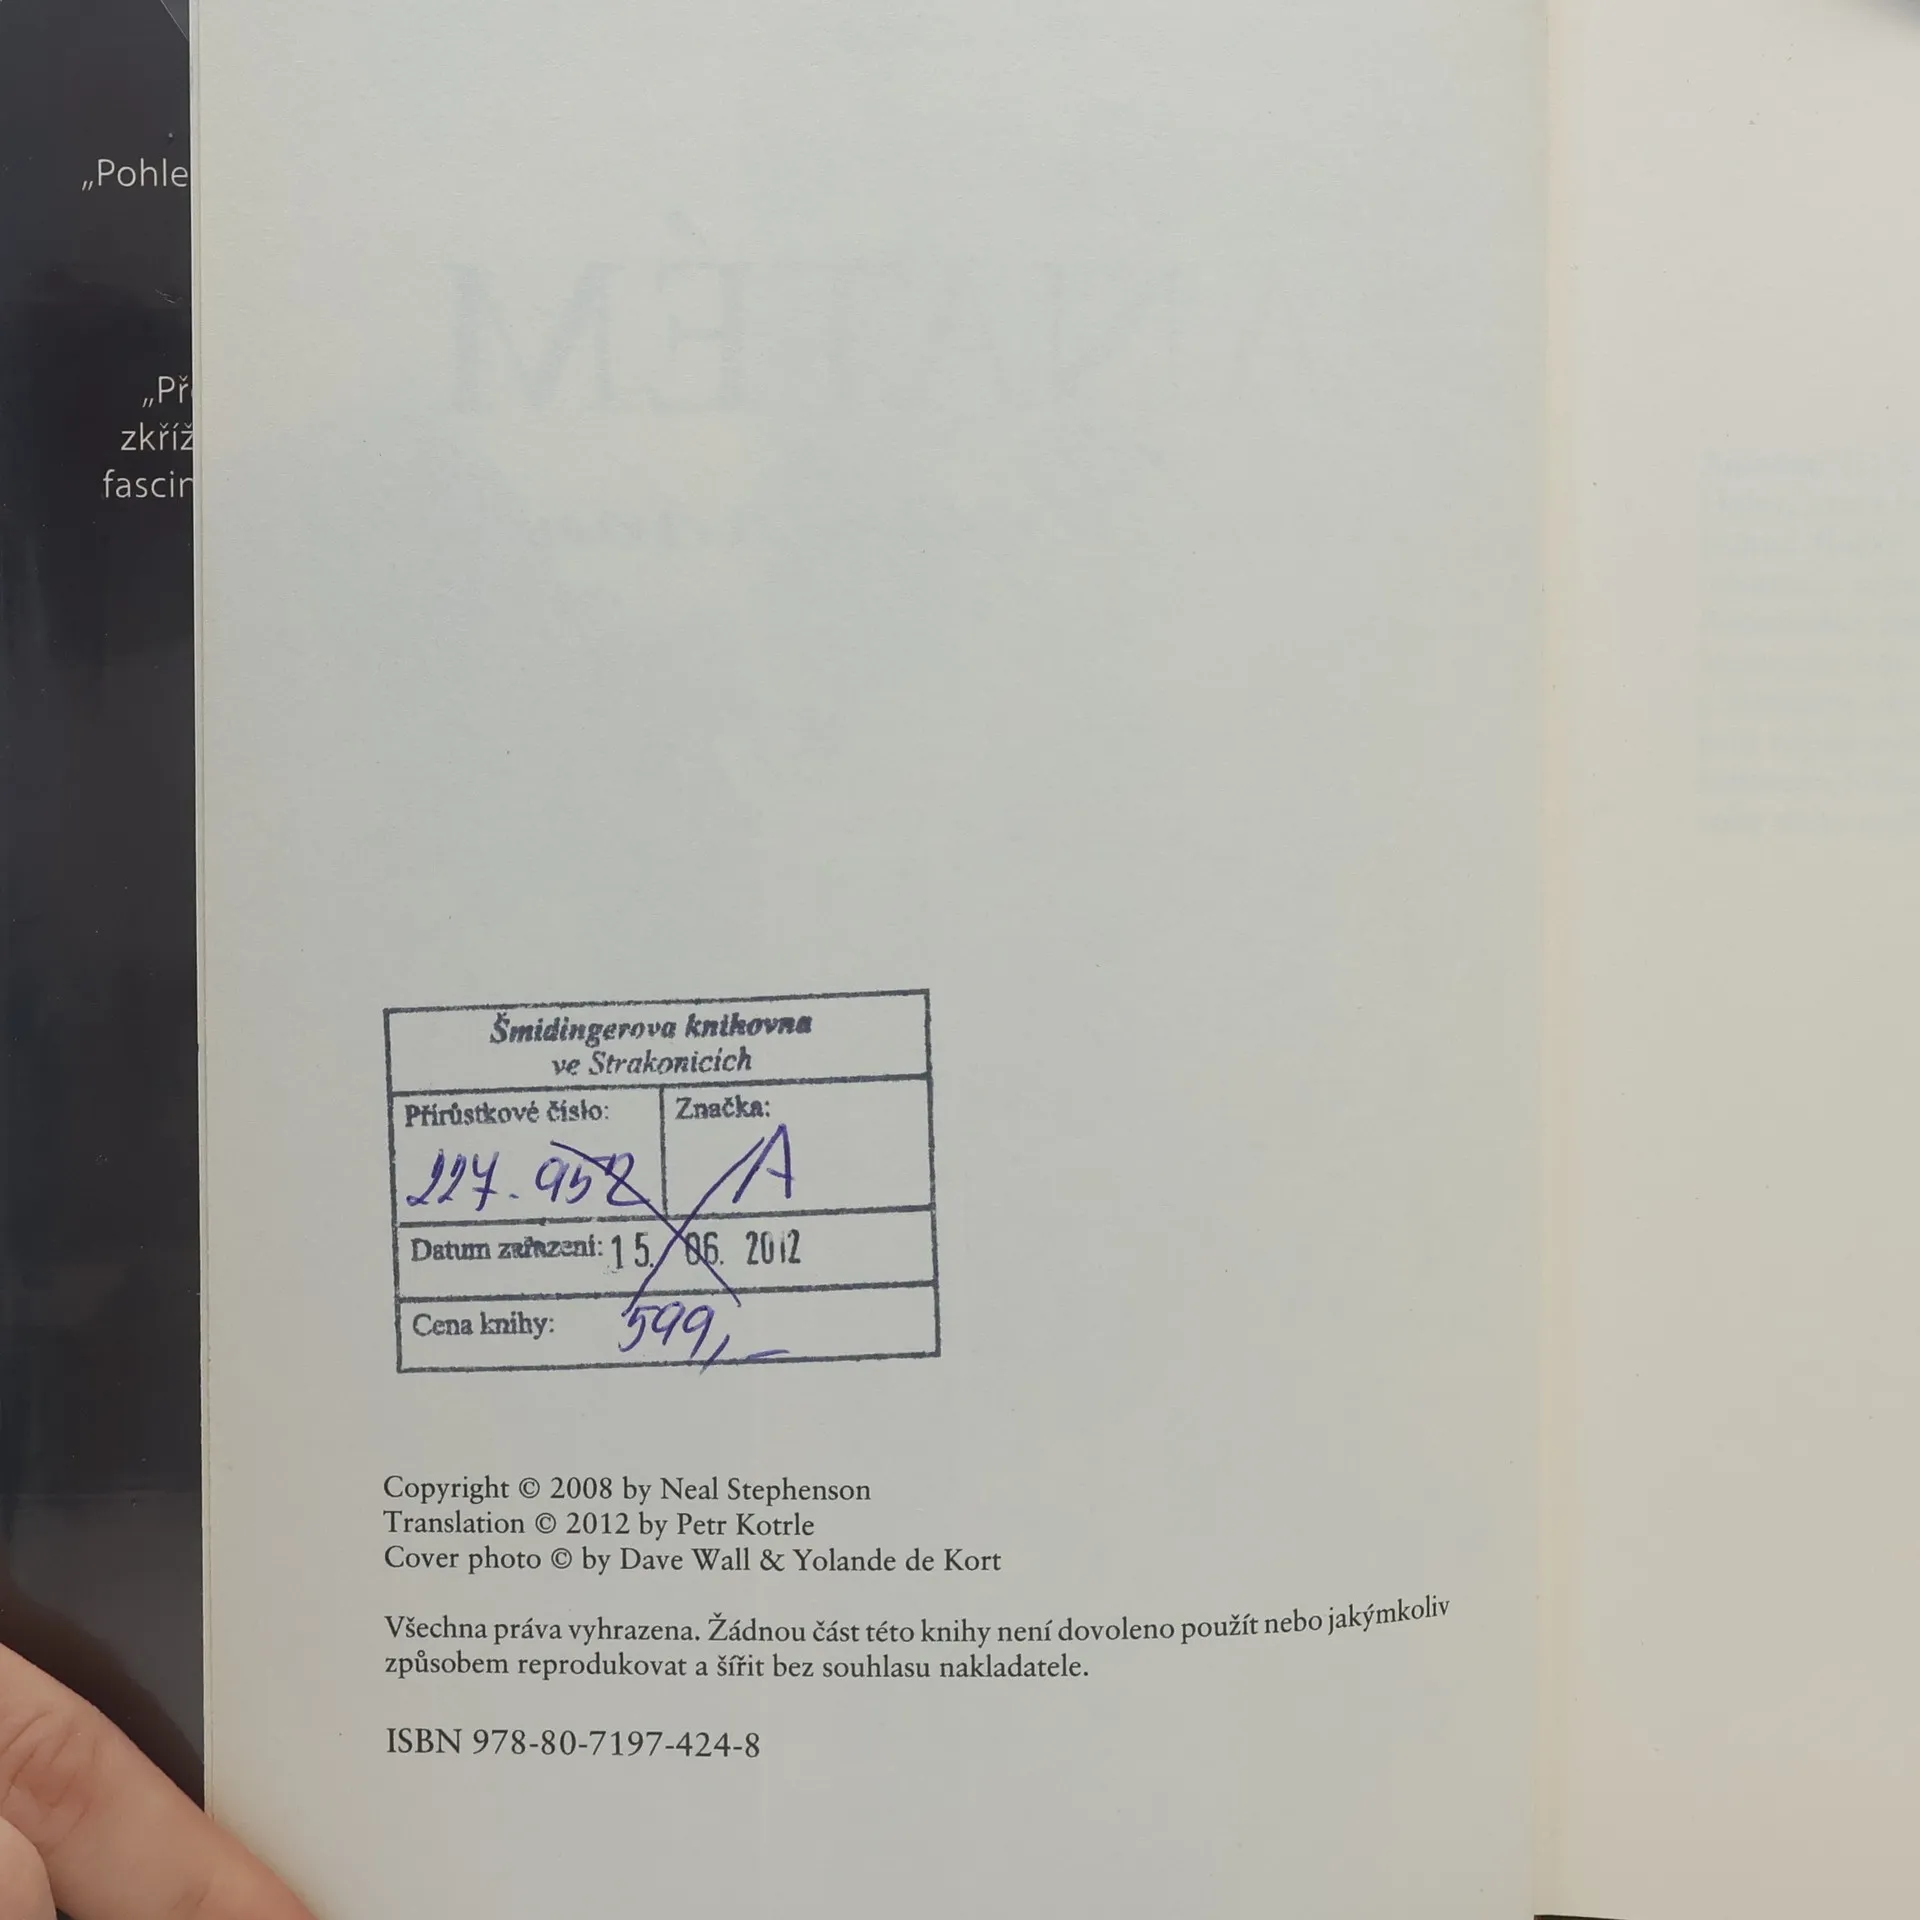 „Pohle
„Př
zkříž
fascin
Šmidingerova knihovna
ve Strakonicích
Přírůstkové číslo:
Značka:
227.958
A
Datum zařazení: 15. 06. 2012
Cena knihy: 599,–
Copyright © 2008 by Neal Stephenson
Translation © 2012 by Petr Kotrle
Cover photo © by Dave Wall & Yolande de Kort
Všechna práva vyhrazena. Žádnou část této knihy není dovoleno použít nebo jakýmkoliv
způsobem reprodukovat a šířit bez souhlasu nakladatele.
ISBN 978-80-7197-424-8